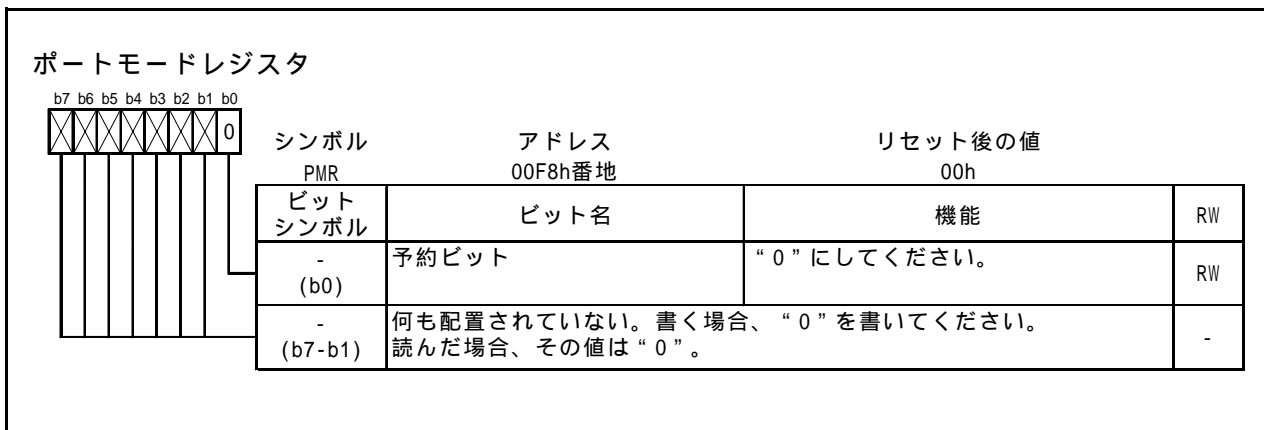 ポートモードレジスタ
b7 b6 b5 b4 b3 b2 b1 b0
0
シンボル アドレス リセット後の値
PMR 00F8h番地 00h
ビット
シンボル ビット名 機能 RW
-
(b0) 予約ビット “0”にしてください。 RW
-
(b7-b1) 何も配置されていない。書く場合、“0”を書いてください。
読んだ場合、その値は“0”。 -